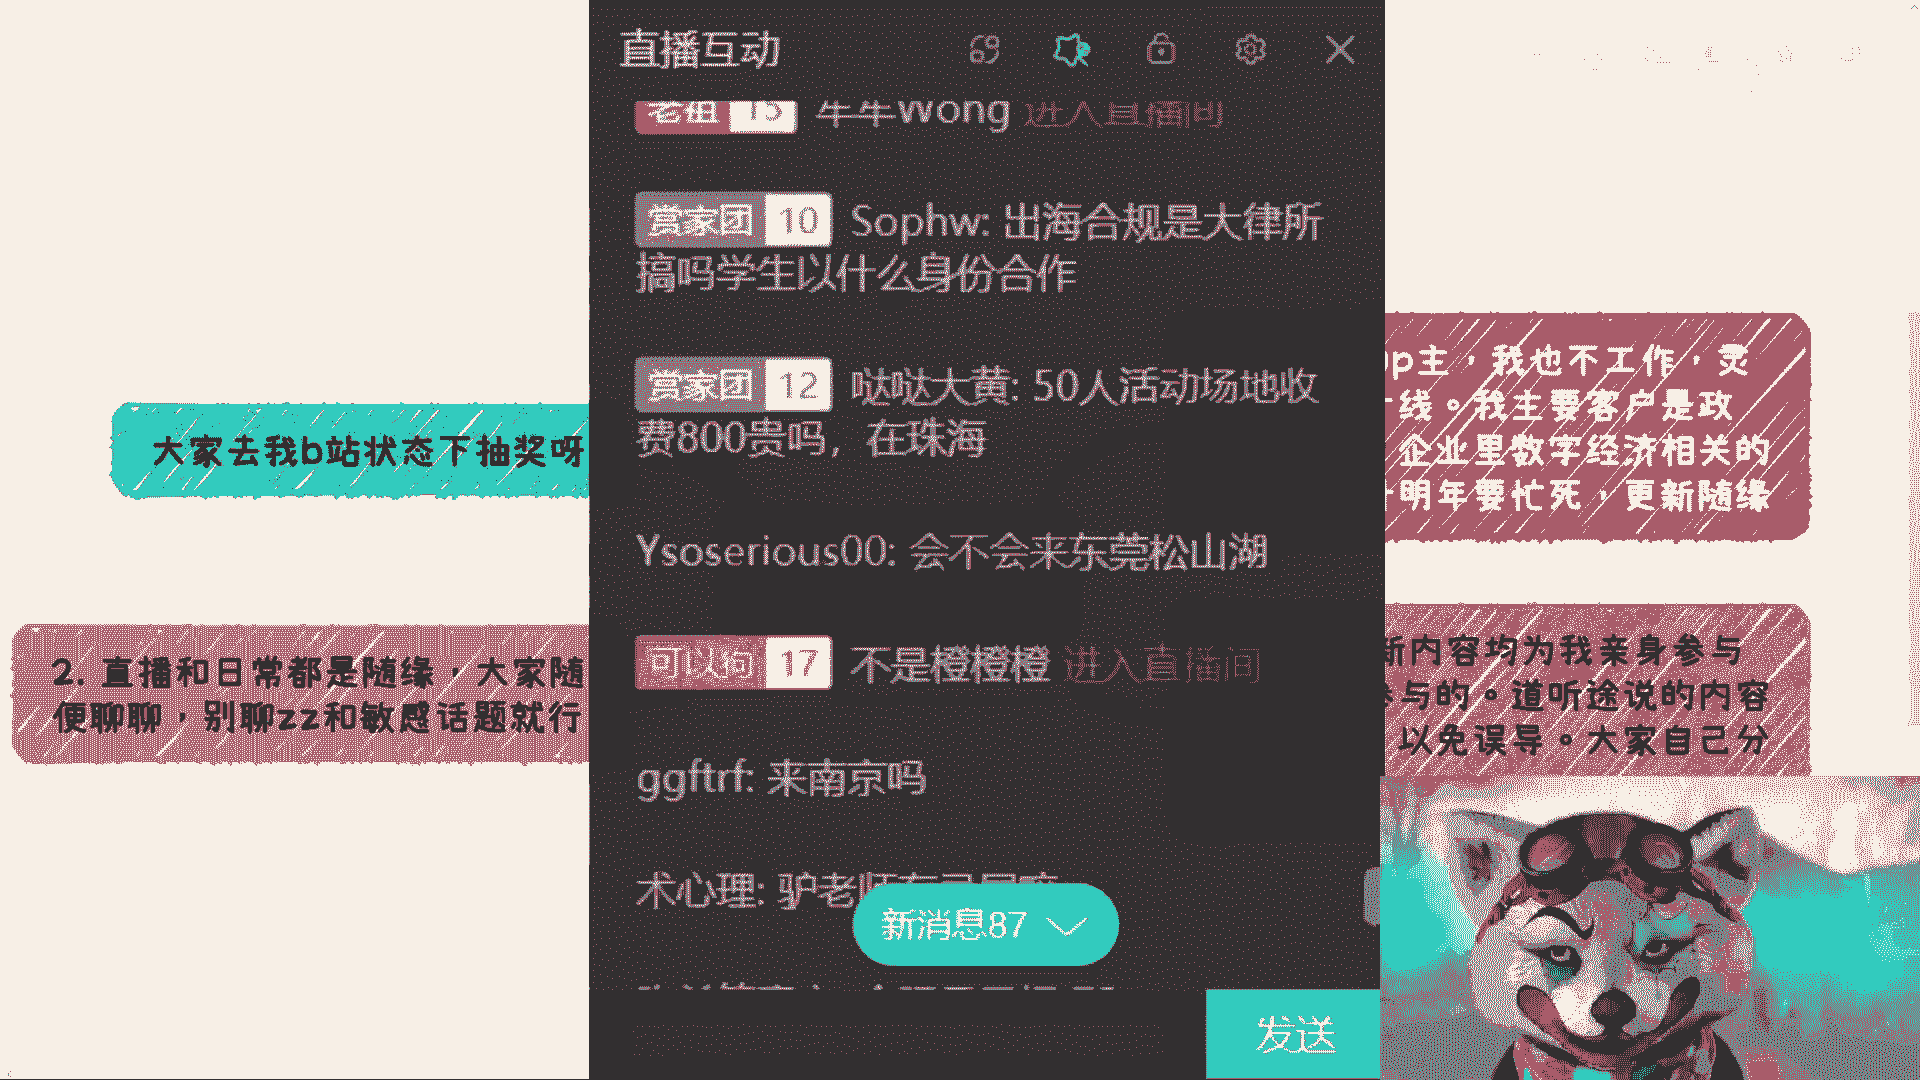 大家去我b站状态下抽奖呀
2. 直播和日常都是随缘，大家随
便聊聊，别聊zz和敏感话题就行
直播互动
老祖 15 牛牛Wong 进入直播间
赏家团 10 Sophw: 出海合规是大律所
搞吗学生以什么身份合作
赏家团 12 哒哒大黄: 50人活动场地收
费800贵吗，在珠海
Ysoserious00: 会不会来东莞松山湖
可以狗 17 不是橙橙橙 进入直播间
ggftrf: 来南京吗
术心理: 驴老师
新消息87
发送
p主，我也不工作，灵
线。我主要客户是政
企业里数字经济相关的
明年要忙死，更新随缘
新内容均为我亲身参与
参与的。道听途说的内容
以免误导。大家自己分